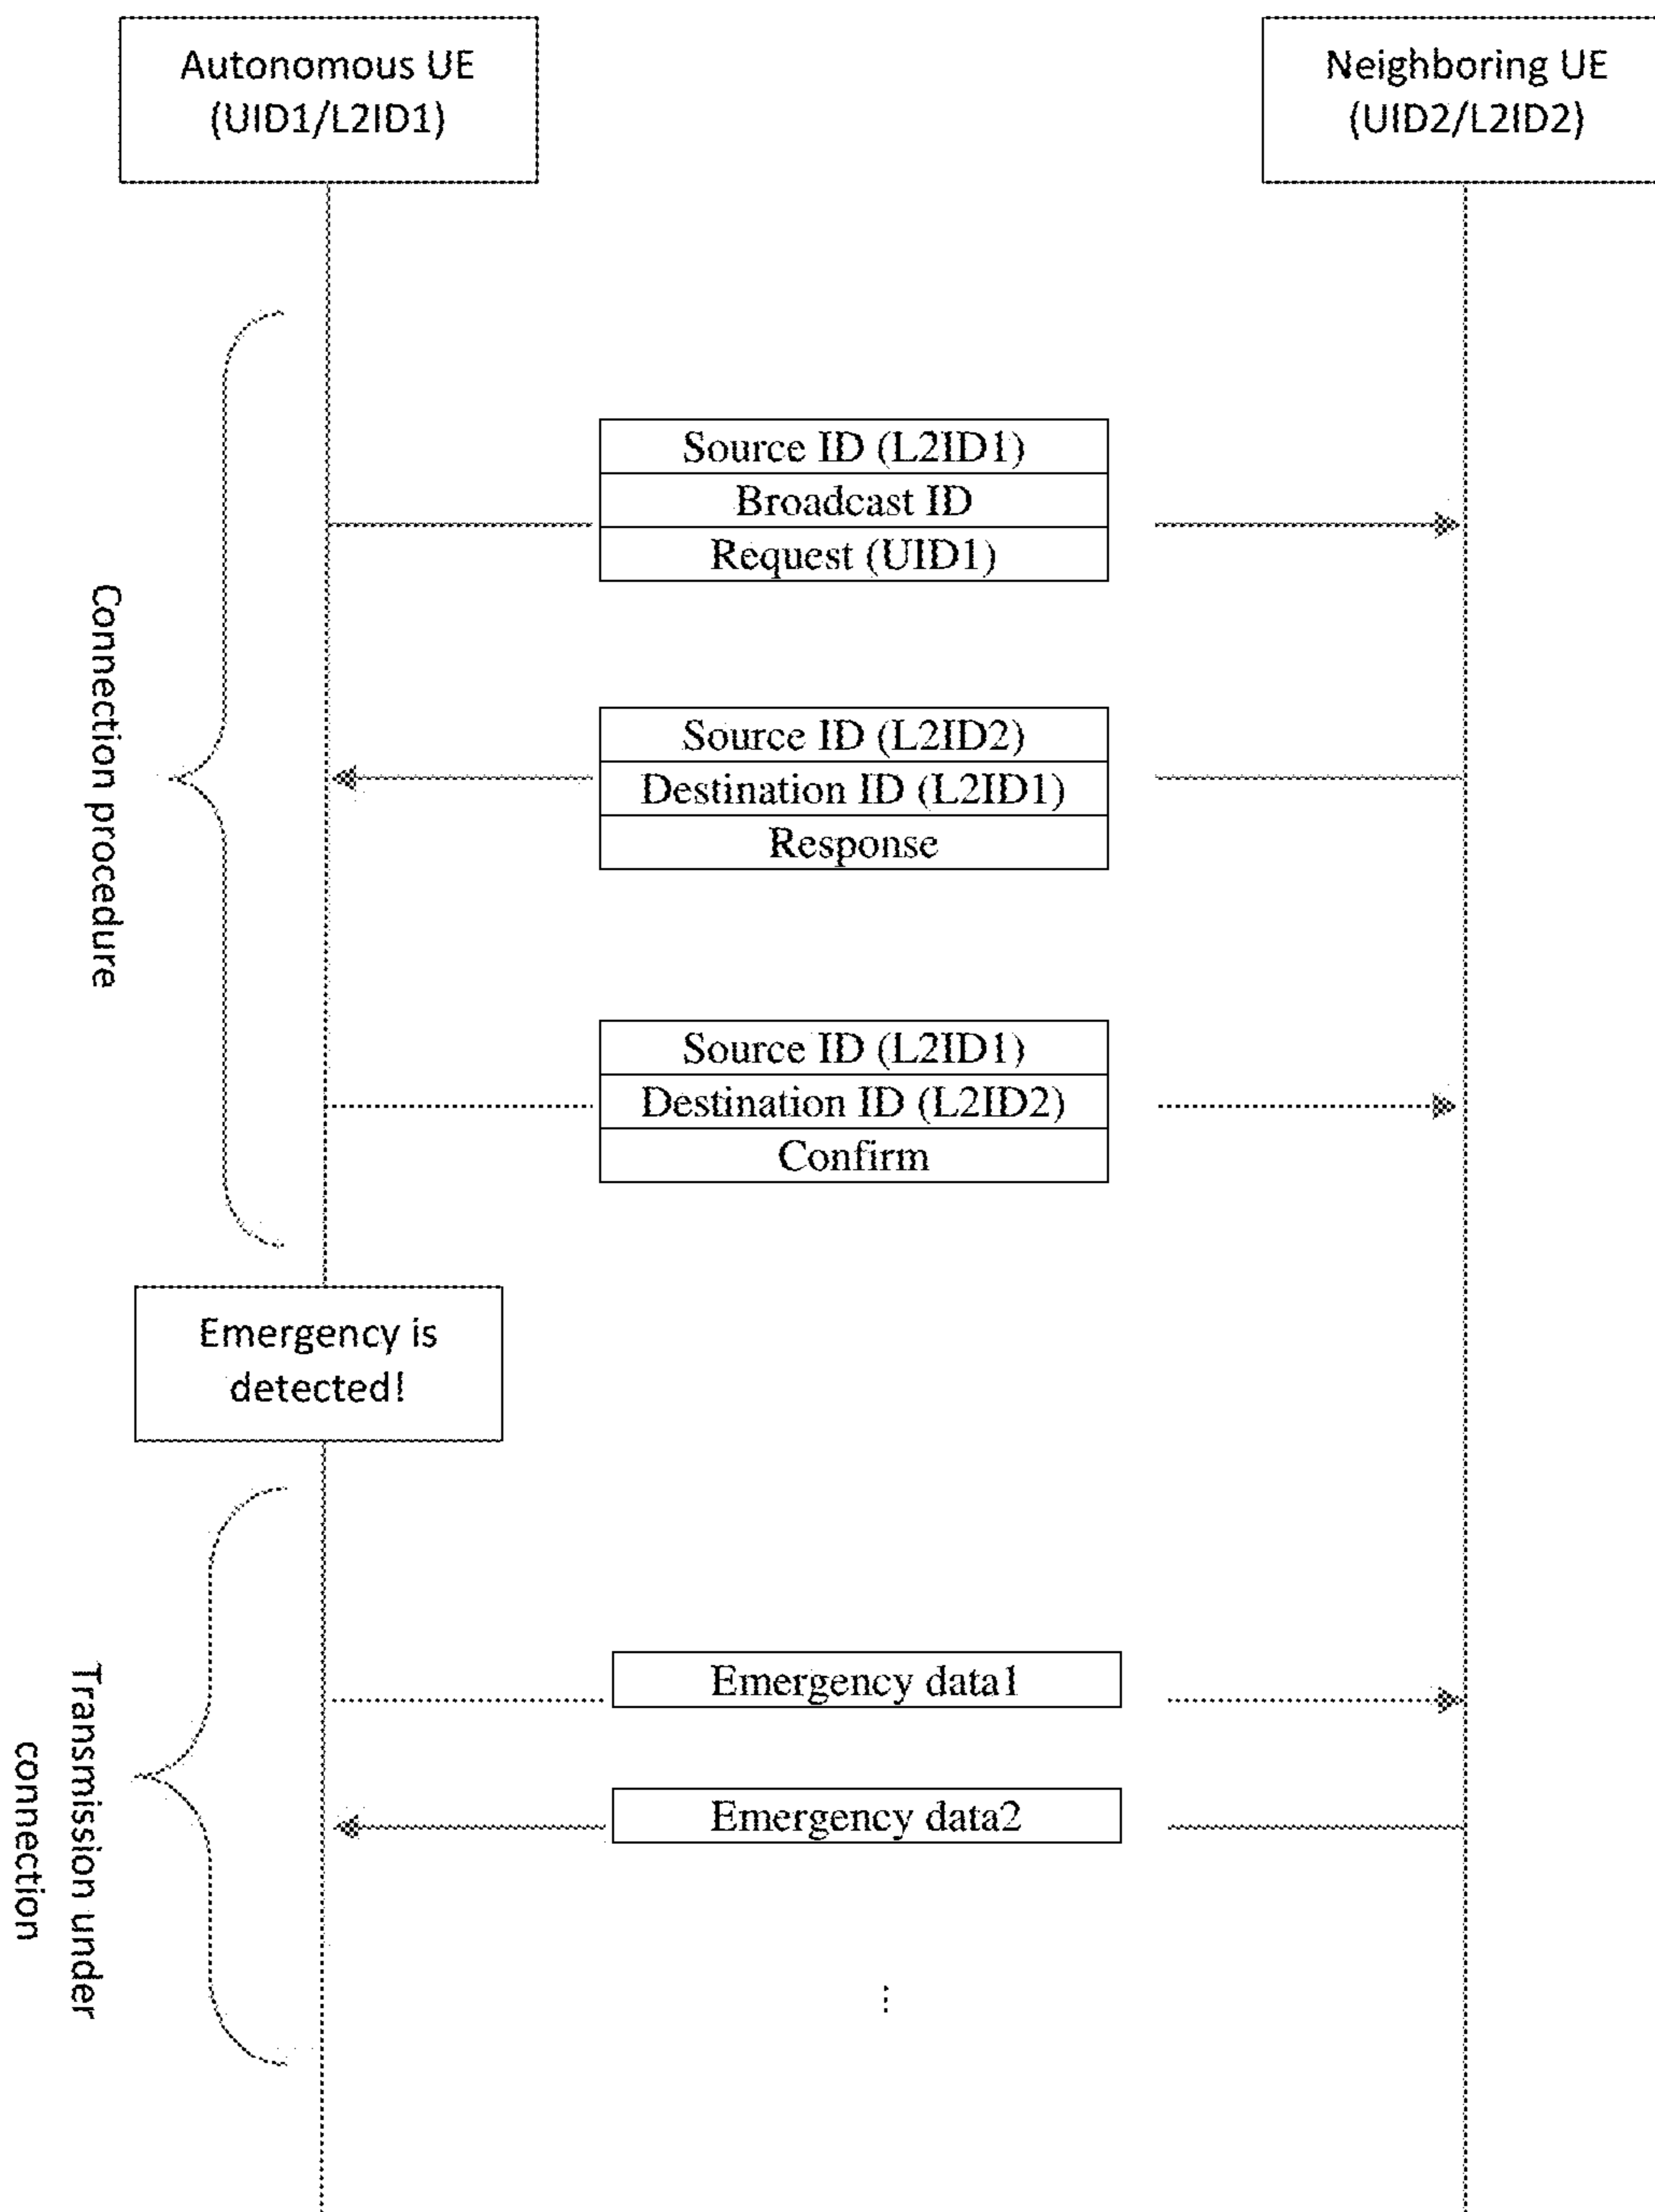 Autonomous UE
(UID1/L2ID1)
Neighboring UE
(UID2/L2ID2)
Connection procedure
Source ID (L2ID1)
Broadcast ID
Request (UID1)
Source ID (L2ID2)
Destination ID (L2ID1)
Response
Source ID (L2ID1)
Destination ID (L2ID2)
Confirm
Emergency is
detected!
Transmission under
connection
Emergency data1
Emergency data2
⋮